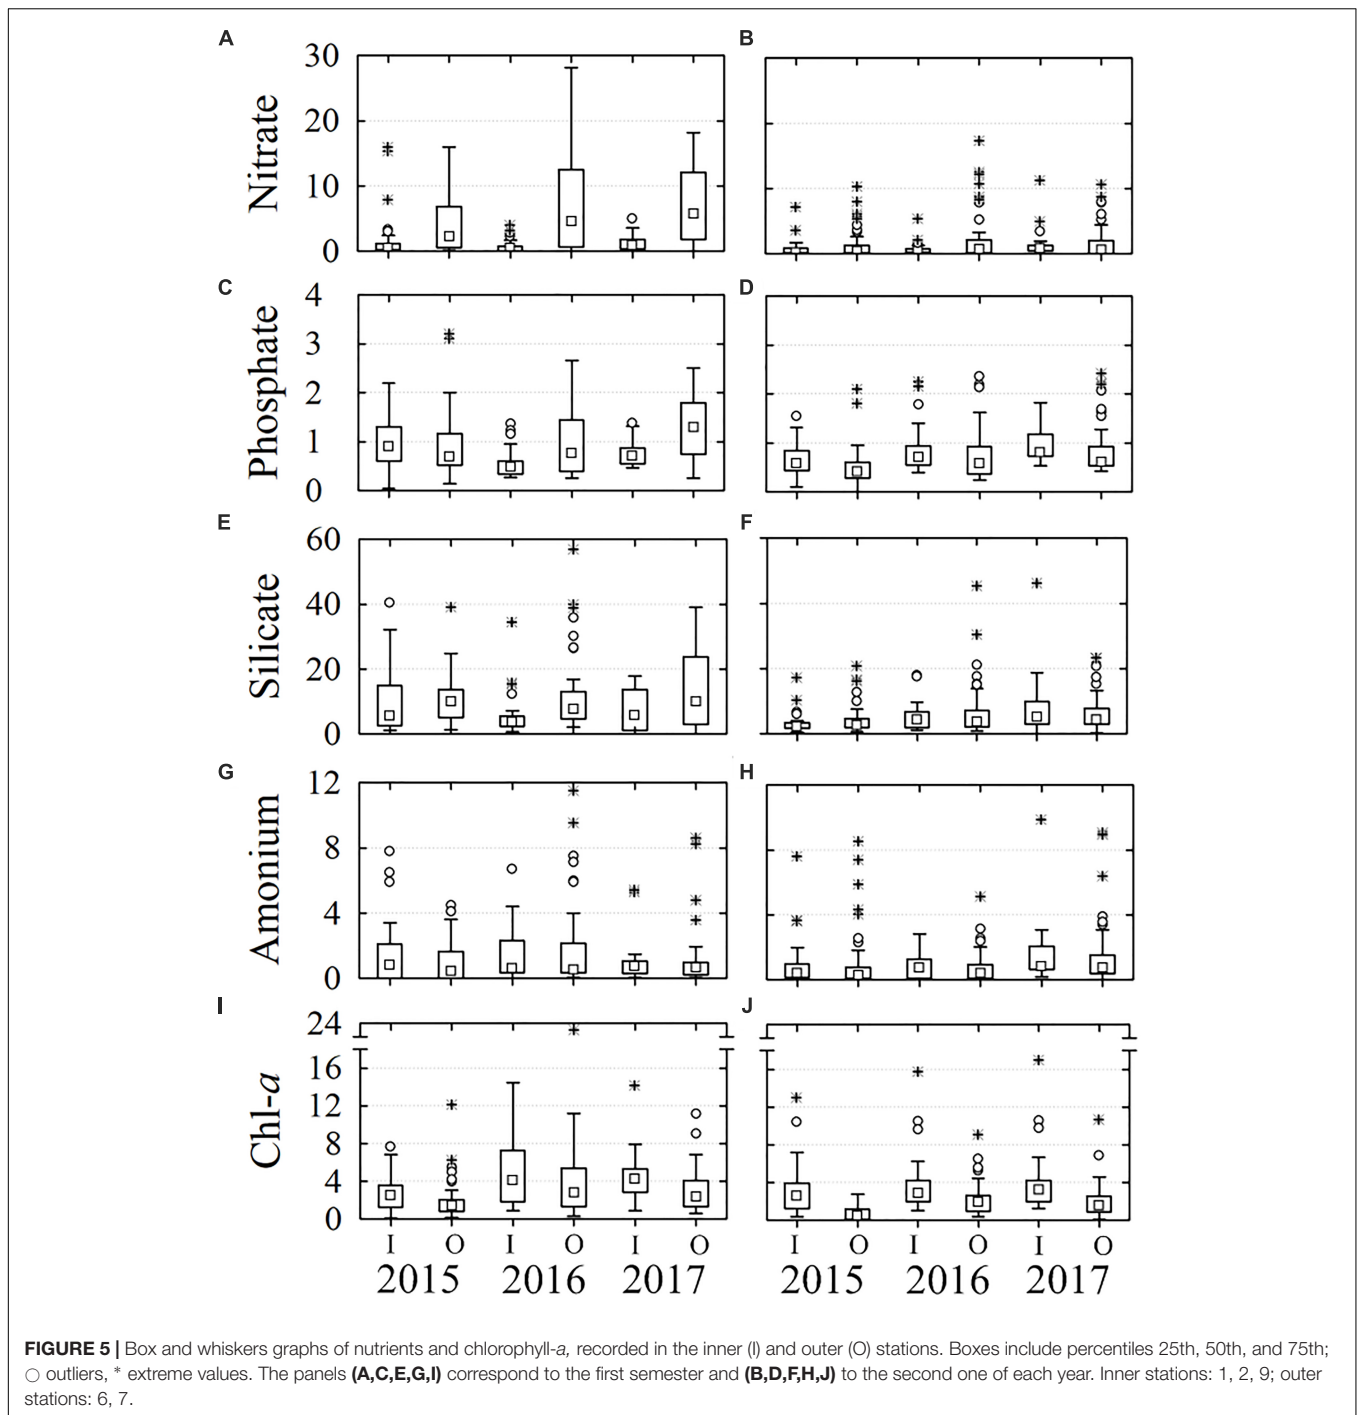 A
B
Nitrate
30
20
10
0
C
D
Phosphate
4
3
2
1
0
E
F
Silicate
60
40
20
0
G
H
Amonium
12
8
4
0
I
J
Chl-a
24
16
12
8
4
0
I O I O I O
I O I O I O
2015 2016 2017
2015 2016 2017
FIGURE 5 | Box and whiskers graphs of nutrients and chlorophyll-a, recorded in the inner (I) and outer (O) stations. Boxes include percentiles 25th, 50th, and 75th;
○ outliers, * extreme values. The panels (A,C,E,G,I) correspond to the first semester and (B,D,F,H,J) to the second one of each year. Inner stations: 1, 2, 9; outer
stations: 6, 7.